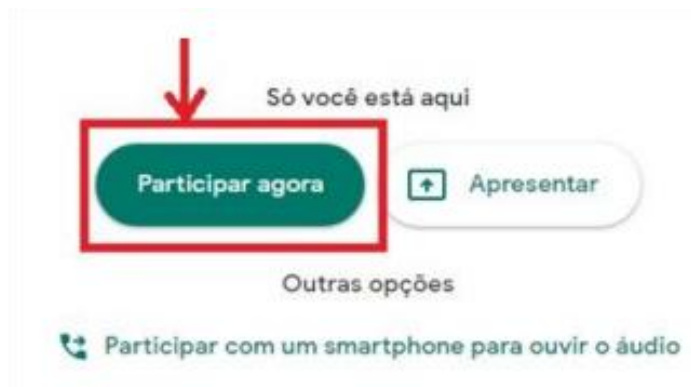 Só você está aqui
Participar agora Apresentar
Outras opções
Participar com um smartphone para ouvir o áudio